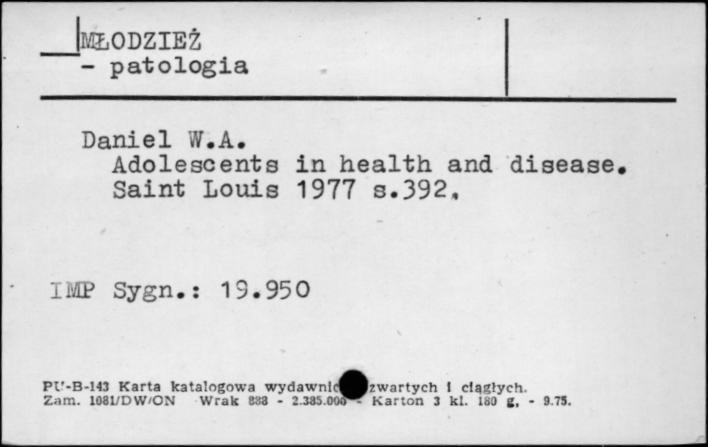 MŁODZIEŻ
- patologia
Daniel W.A.
Adolescents in health and disease.
Saint Louis 1977 s.392.
IMP Sygn.: 19.950
PU-B-143 Karta katalogowa wydawnic zwartych i ciągłych.
Zam. 1081/DW/ON Wrak 888 - 2.385.000 - Karton 3 kl. 180 g. - 9.75.